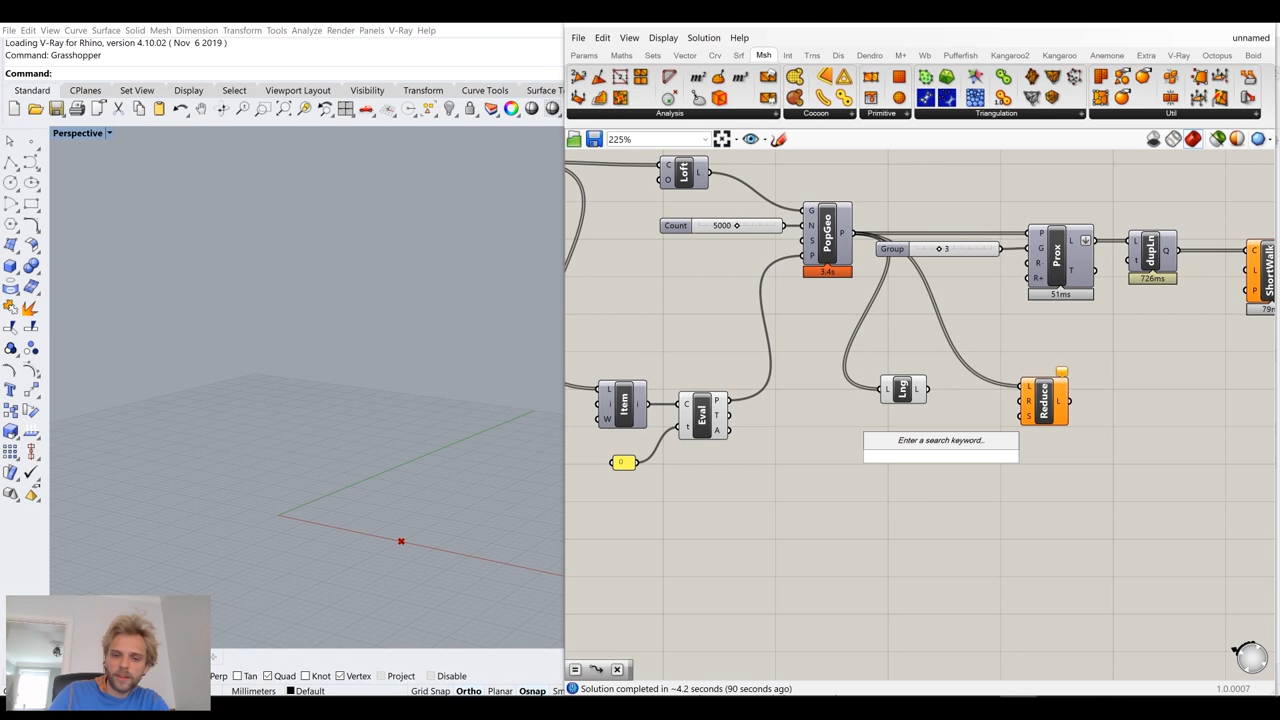 File Edit View Curve Surface Solid Mesh Dimension Transform Tools Analyze Render Panels V-Ray Help
Loading V-Ray for Rhino, version 4.10.02 ( Nov 6 2019 )
Command: Grasshopper
Command:
Standard CPlanes Set View Display Select Viewport Layout Visibility Transform Curve Tools Surface To
Perspective
File Edit View Display Solution Help
unnamed
Params Maths Sets Vector Crv Srf Msh Int Trns Dis Dendro M+ Wb Pufferfish Kangaroo2 Kangaroo Anemone Extra V-Ray Octopus Boid
Analysis Cocoon Primitive Triangulation Util
225%
C O Loft L
Count 5000
G N S P PopGeo P
3.4s
Group 3
P G R- R+ Prox L T
51ms
L t dupLn Q
726ms
C L P ShortWalk
79m
L i W Item i
C t Eval P T A
0
L Lng L
L R S Reduce L
Enter a search keyword..
Perp Tan Quad Knot Vertex Project Disable
Millimeters Default Grid Snap Ortho Planar Osnap Sm
Solution completed in ~4.2 seconds (90 seconds ago)
1.0.0007